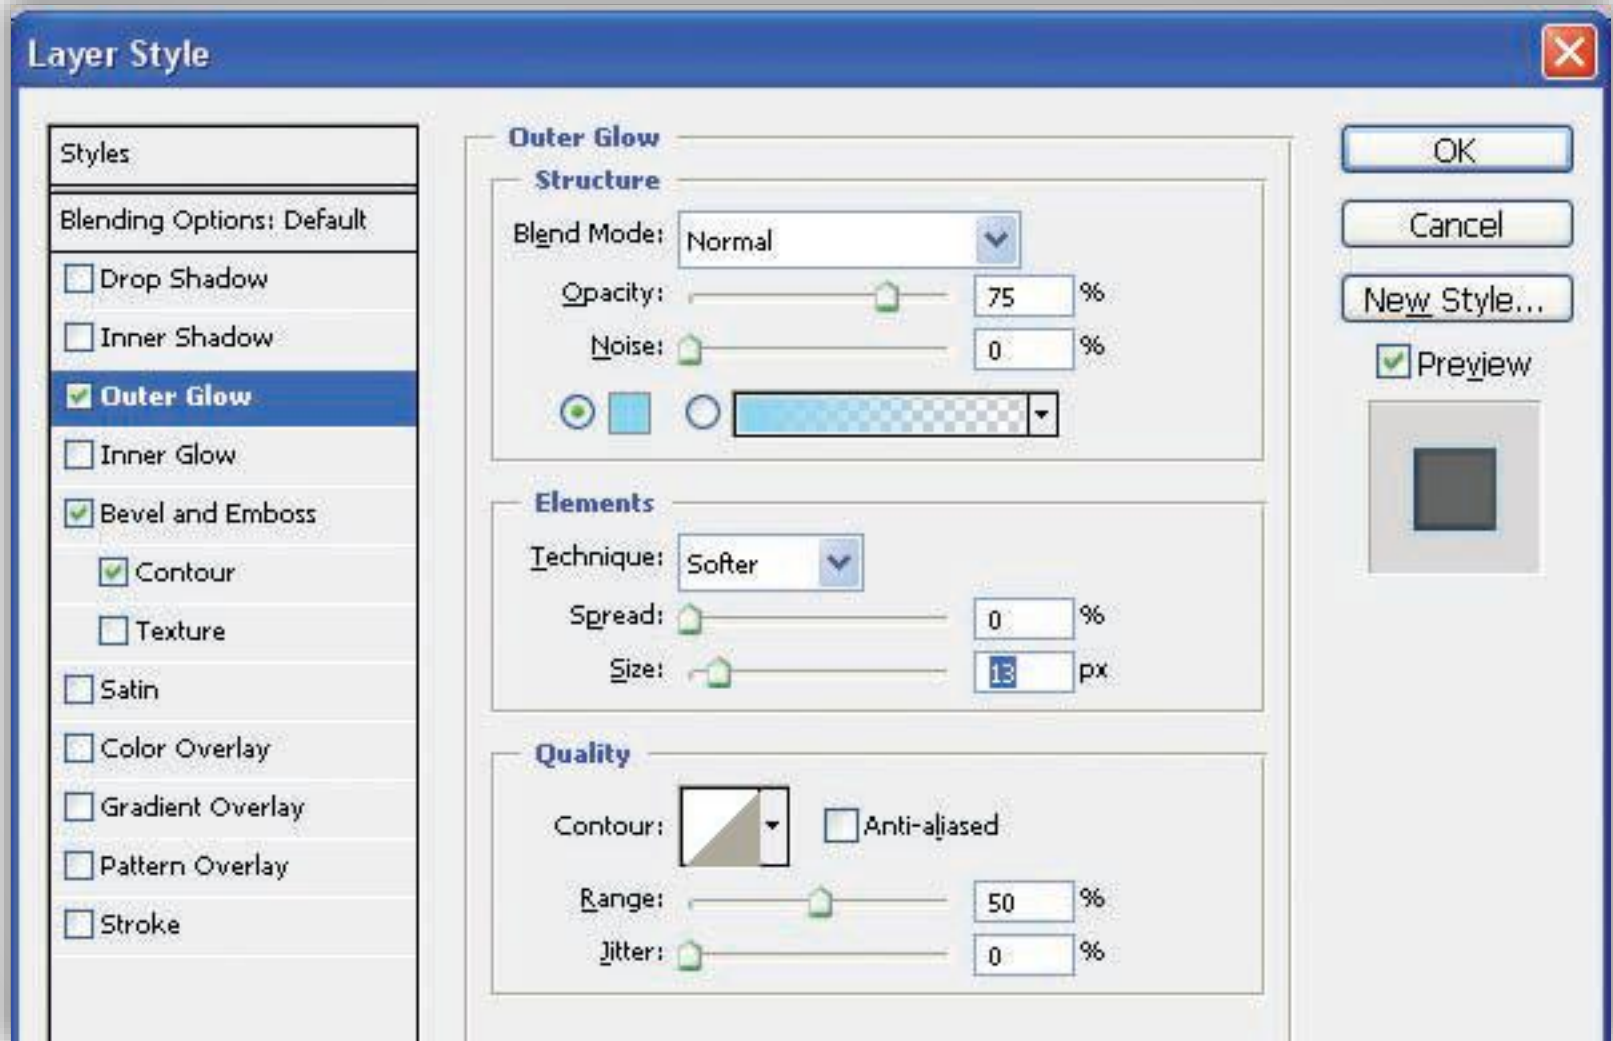 Layer Style
Styles
Blending Options: Default
Drop Shadow
Inner Shadow
Outer Glow
Inner Glow
Bevel and Emboss
Contour
Texture
Satin
Color Overlay
Gradient Overlay
Pattern Overlay
Stroke
Outer Glow
Structure
Blend Mode: Normal
Opacity: 75 %
Noise: 0 %
Elements
Technique: Softer
Spread: 0 %
Size: 13 px
Quality
Contour: Anti-aliased
Range: 50 %
Jitter: 0 %
OK
Cancel
New Style...
Preview